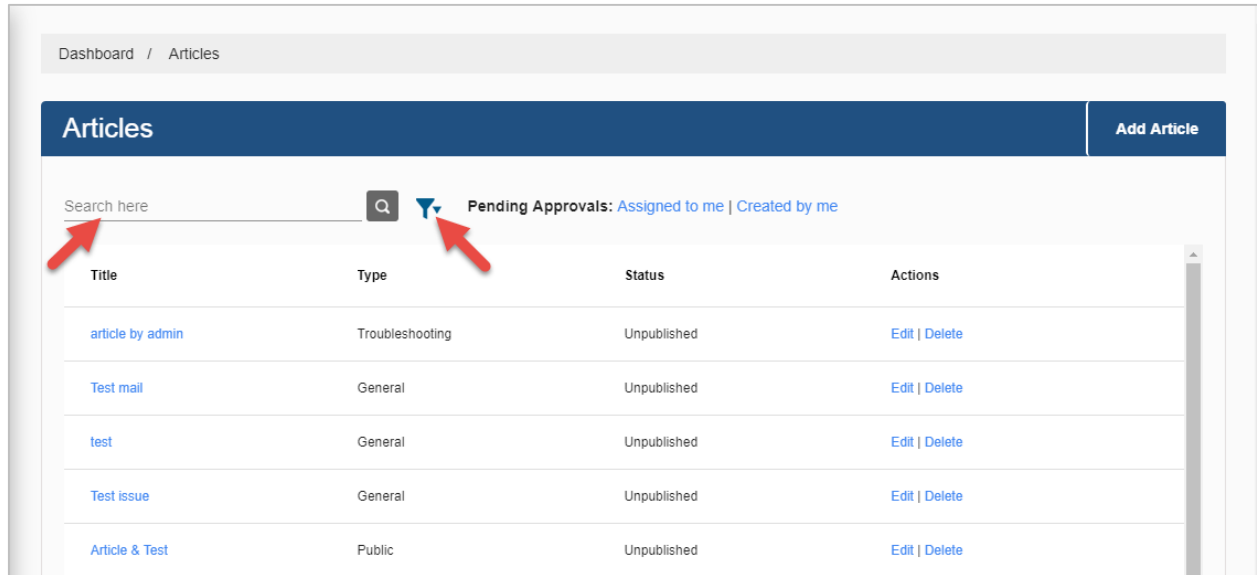 Dashboard / Articles
Articles Add Article
Search here Pending Approvals: Assigned to me | Created by me
Title Type Status Actions
article by admin Troubleshooting Unpublished Edit | Delete
Test mail General Unpublished Edit | Delete
test General Unpublished Edit | Delete
Test issue General Unpublished Edit | Delete
Article & Test Public Unpublished Edit | Delete